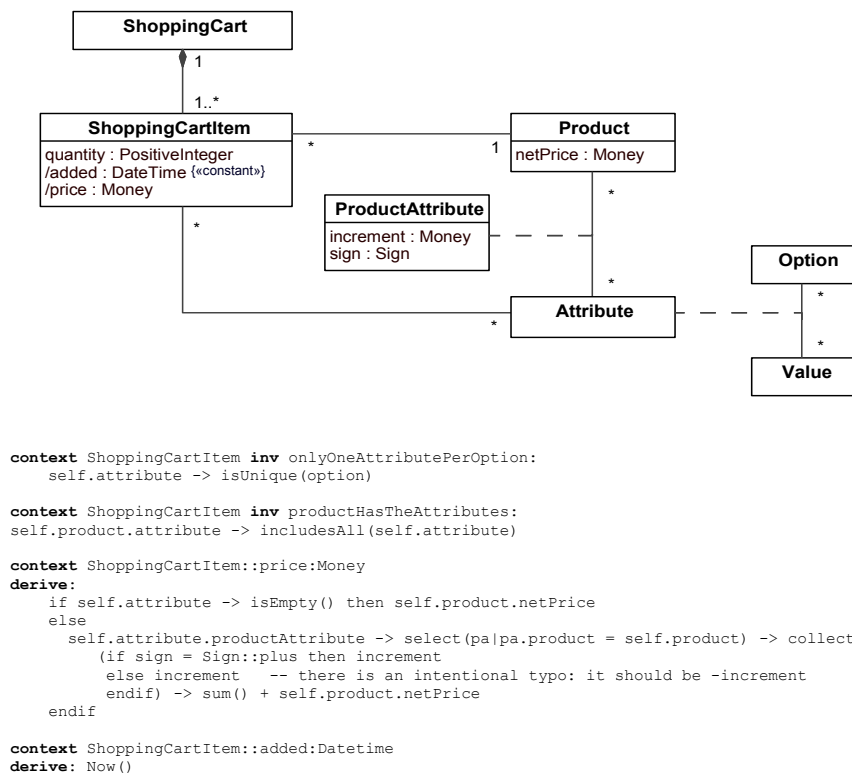 ShoppingCart
1
1..*
ShoppingCartItem
quantity : PositiveInteger
/added : DateTime {«constant»}
/price : Money
*
1
Product
netPrice : Money
*
ProductAttribute
increment : Money
sign : Sign
*
*
Attribute
*
Option
*
*
Value
context ShoppingCartItem inv onlyOneAttributePerOption:
self.attribute -> isUnique(option)
context ShoppingCartItem inv productHasTheAttributes:
self.product.attribute -> includesAll(self.attribute)
context ShoppingCartItem::price:Money
derive:
if self.attribute -> isEmpty() then self.product.netPrice
else
self.attribute.productAttribute -> select(pa|pa.product = self.product) -> collect
(if sign = Sign::plus then increment
else increment -- there is an intentional typo: it should be -increment
endif) -> sum() + self.product.netPrice
endif
context ShoppingCartItem::added:Datetime
derive: Now()